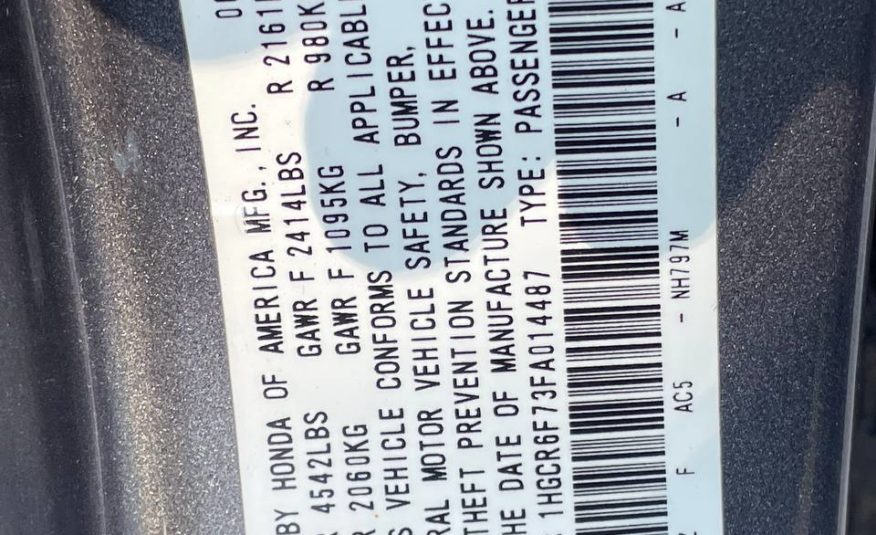 BY HONDA OF AMERICA MFG., INC.
4542LBS GAWR F 2414LBS R 2161
2060KG GAWR F 1095KG R 980K
VEHICLE CONFORMS TO ALL APPLICABL
RAL MOTOR VEHICLE SAFETY, BUMPER,
THEFT PREVENTION STANDARDS IN EFFEC
HE DATE OF MANUFACTURE SHOWN ABOVE.
1HGCR6F73FA014487 TYPE: PASSENGER
F AC5 - NH797M - A - A